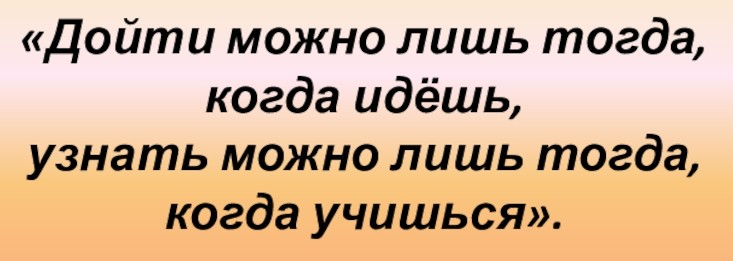 «Дойти можно лишь тогда,
когда идёшь,
узнать можно лишь тогда,
когда учишься».